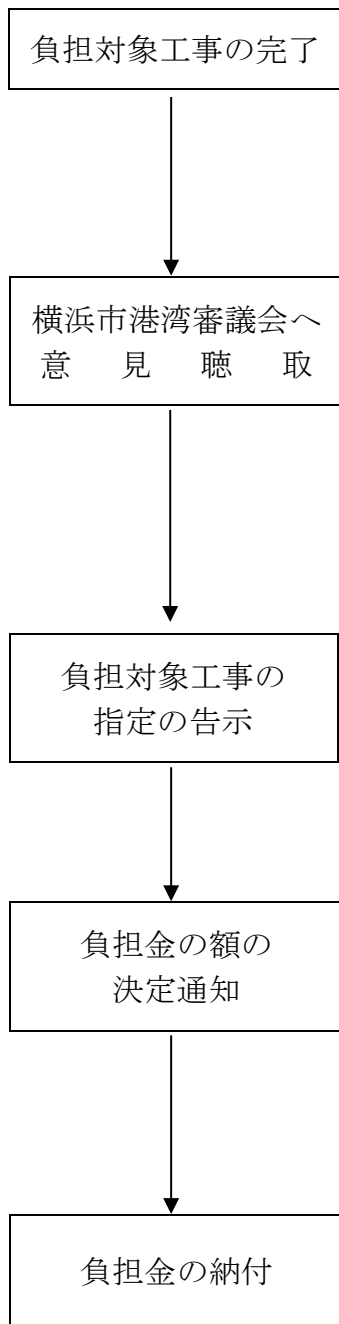 負担対象工事の完了
横浜市港湾審議会へ
意見聴取
負担対象工事の
指定の告示
負担金の額の
決定通知
負担金の納付